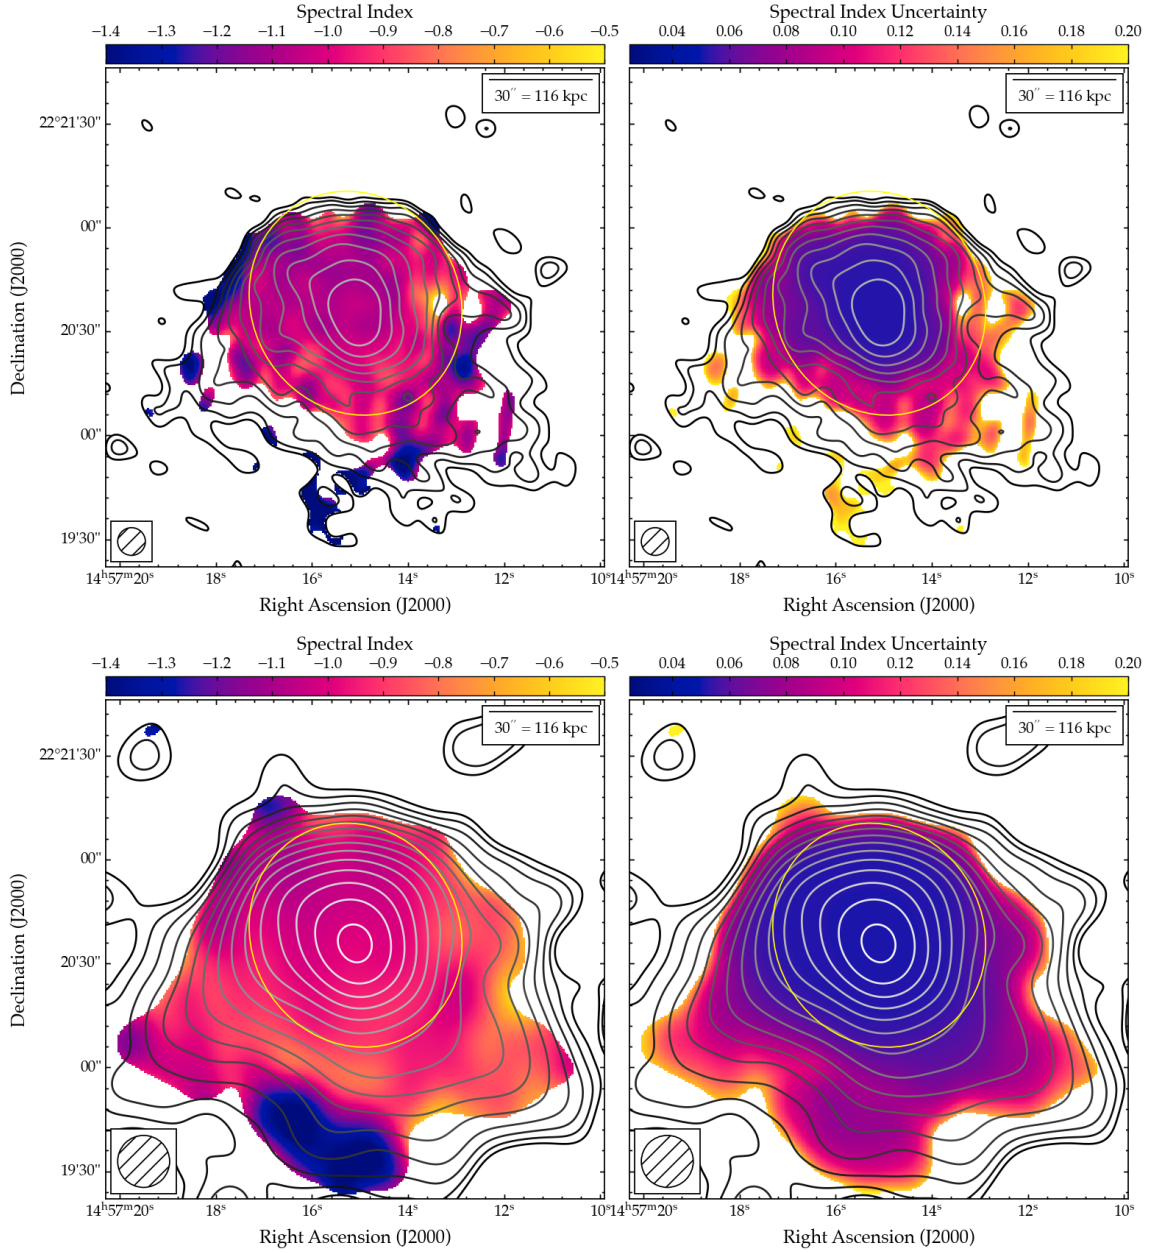 Spectral Index Spectral Index Uncertainty
−1.4 −1.3 −1.2 −1.1 −1.0 −0.9 −0.8 −0.7 −0.6 −0.5 0.04 0.06 0.08 0.10 0.12 0.14 0.16 0.18 0.20
30″ = 116 kpc 30″ = 116 kpc
22°21'30"
00"
20'30"
00"
19'30"
Declination (J2000)
14ʰ57ᵐ20ˢ 18ˢ 16ˢ 14ˢ 12ˢ 10ˢ 14ʰ57ᵐ20ˢ 18ˢ 16ˢ 14ˢ 12ˢ 10ˢ
Right Ascension (J2000) Right Ascension (J2000)
Spectral Index Spectral Index Uncertainty
−1.4 −1.3 −1.2 −1.1 −1.0 −0.9 −0.8 −0.7 −0.6 −0.5 0.04 0.06 0.08 0.10 0.12 0.14 0.16 0.18 0.20
30″ = 116 kpc 30″ = 116 kpc
22°21'30"
00"
20'30"
00"
19'30"
Declination (J2000)
14ʰ57ᵐ20ˢ 18ˢ 16ˢ 14ˢ 12ˢ 10ˢ 14ʰ57ᵐ20ˢ 18ˢ 16ˢ 14ˢ 12ˢ 10ˢ
Right Ascension (J2000) Right Ascension (J2000)